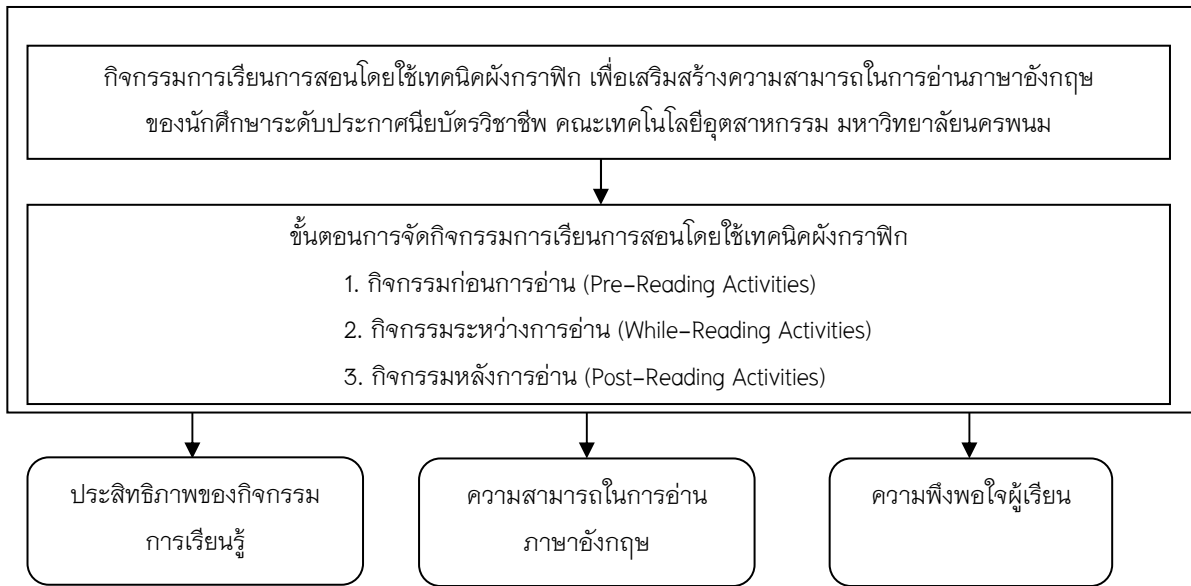 กิจกรรมการเรียนการสอนโดยใช้เทคนิคผังกราฟิก เพื่อเสริมสร้างความสามารถในการอ่านภาษาอังกฤษ
ของนักศึกษาระดับประกาศนียบัตรวิชาชีพ คณะเทคโนโลยีอุตสาหกรรม มหาวิทยาลัยนครพนม
ขั้นตอนการจัดกิจกรรมการเรียนการสอนโดยใช้เทคนิคผังกราฟิก
1. กิจกรรมก่อนการอ่าน (Pre–Reading Activities)
2. กิจกรรมระหว่างการอ่าน (While–Reading Activities)
3. กิจกรรมหลังการอ่าน (Post–Reading Activities)
ประสิทธิภาพของกิจกรรม
การเรียนรู้
ความสามารถในการอ่าน
ภาษาอังกฤษ
ความพึงพอใจผู้เรียน